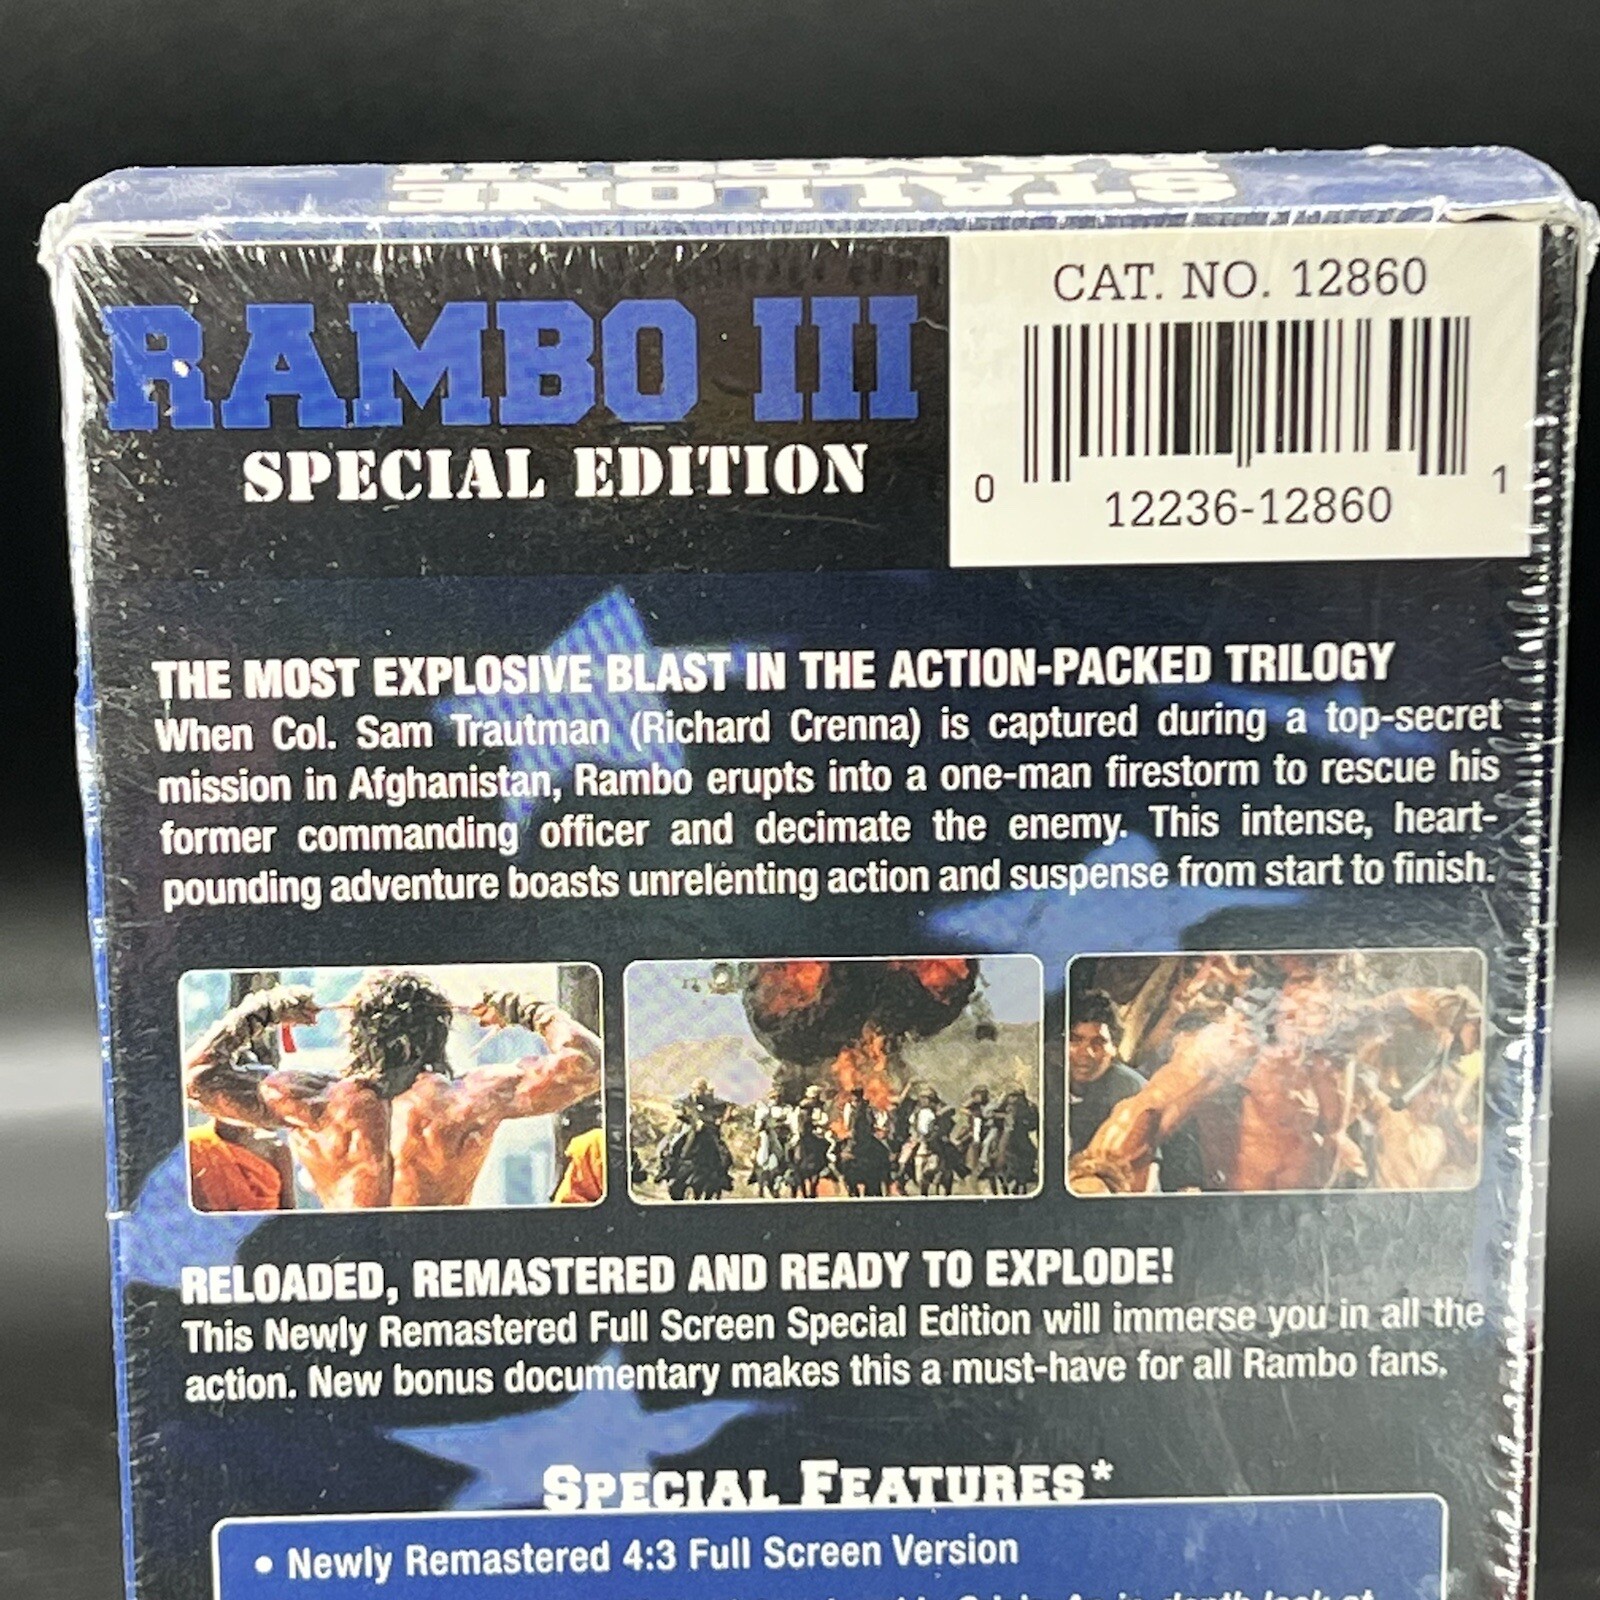 STALLONE
RAMBO III
RAMBO III
SPECIAL EDITION
CAT. NO. 12860
0 12236-12860 1
THE MOST EXPLOSIVE BLAST IN THE ACTION-PACKED TRILOGY
When Col. Sam Trautman (Richard Crenna) is captured during a top-secret
mission in Afghanistan, Rambo erupts into a one-man firestorm to rescue his
former commanding officer and decimate the enemy. This intense, heart-
pounding adventure boasts unrelenting action and suspense from start to finish.
RELOADED, REMASTERED AND READY TO EXPLODE!
This Newly Remastered Full Screen Special Edition will immerse you in all the
action. New bonus documentary makes this a must-have for all Rambo fans.
SPECIAL FEATURES*
• Newly Remastered 4:3 Full Screen Version
depth look at